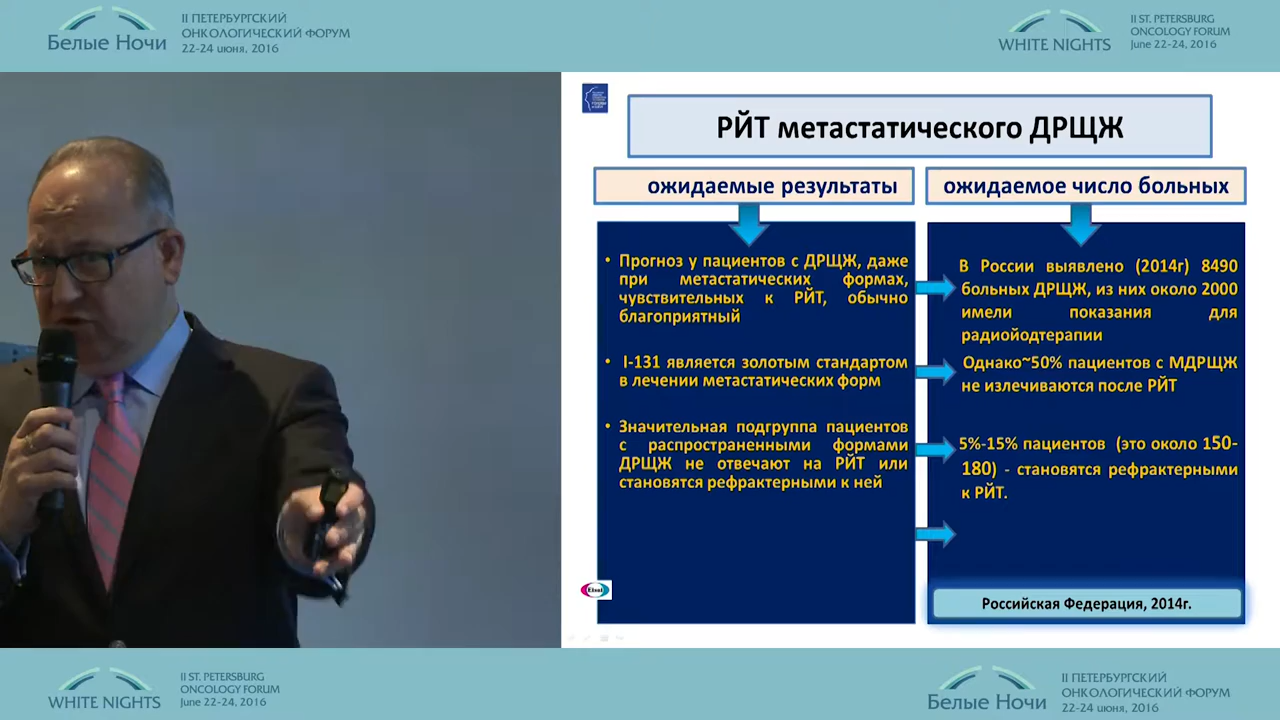 Белые Ночи
II ПЕТЕРБУРГСКИЙ
ОНКОЛОГИЧЕСКИЙ ФОРУМ
22-24 июня, 2016
WHITE NIGHTS
II ST. PETERSBURG
ONCOLOGY FORUM
June 22-24, 2016
РЙТ метастатического ДРЩЖ
ожидаемые результаты
• Прогноз у пациентов с ДРЩЖ, даже
при метастатических формах,
чувствительных к РЙТ, обычно
благоприятный
• I-131 является золотым стандартом
в лечении метастатических форм
• Значительная подгруппа пациентов
с распространенными формами
ДРЩЖ не отвечают на РЙТ или
становятся рефрактерными к ней
ожидаемое число больных
В России выявлено (2014г) 8490
больных ДРЩЖ, из них около 2000
имели показания для
радиойодтерапии
Однако~50% пациентов с МДРЩЖ
не излечиваются после РЙТ
5%-15% пациентов (это около 150-
180) - становятся рефрактерными
к РЙТ.
Российская Федерация, 2014г.
Eisai
WHITE NIGHTS
II ST. PETERSBURG
ONCOLOGY FORUM
June 22-24, 2016
Белые Ночи
II ПЕТЕРБУРГСКИЙ
ОНКОЛОГИЧЕСКИЙ ФОРУМ
22-24 июня, 2016